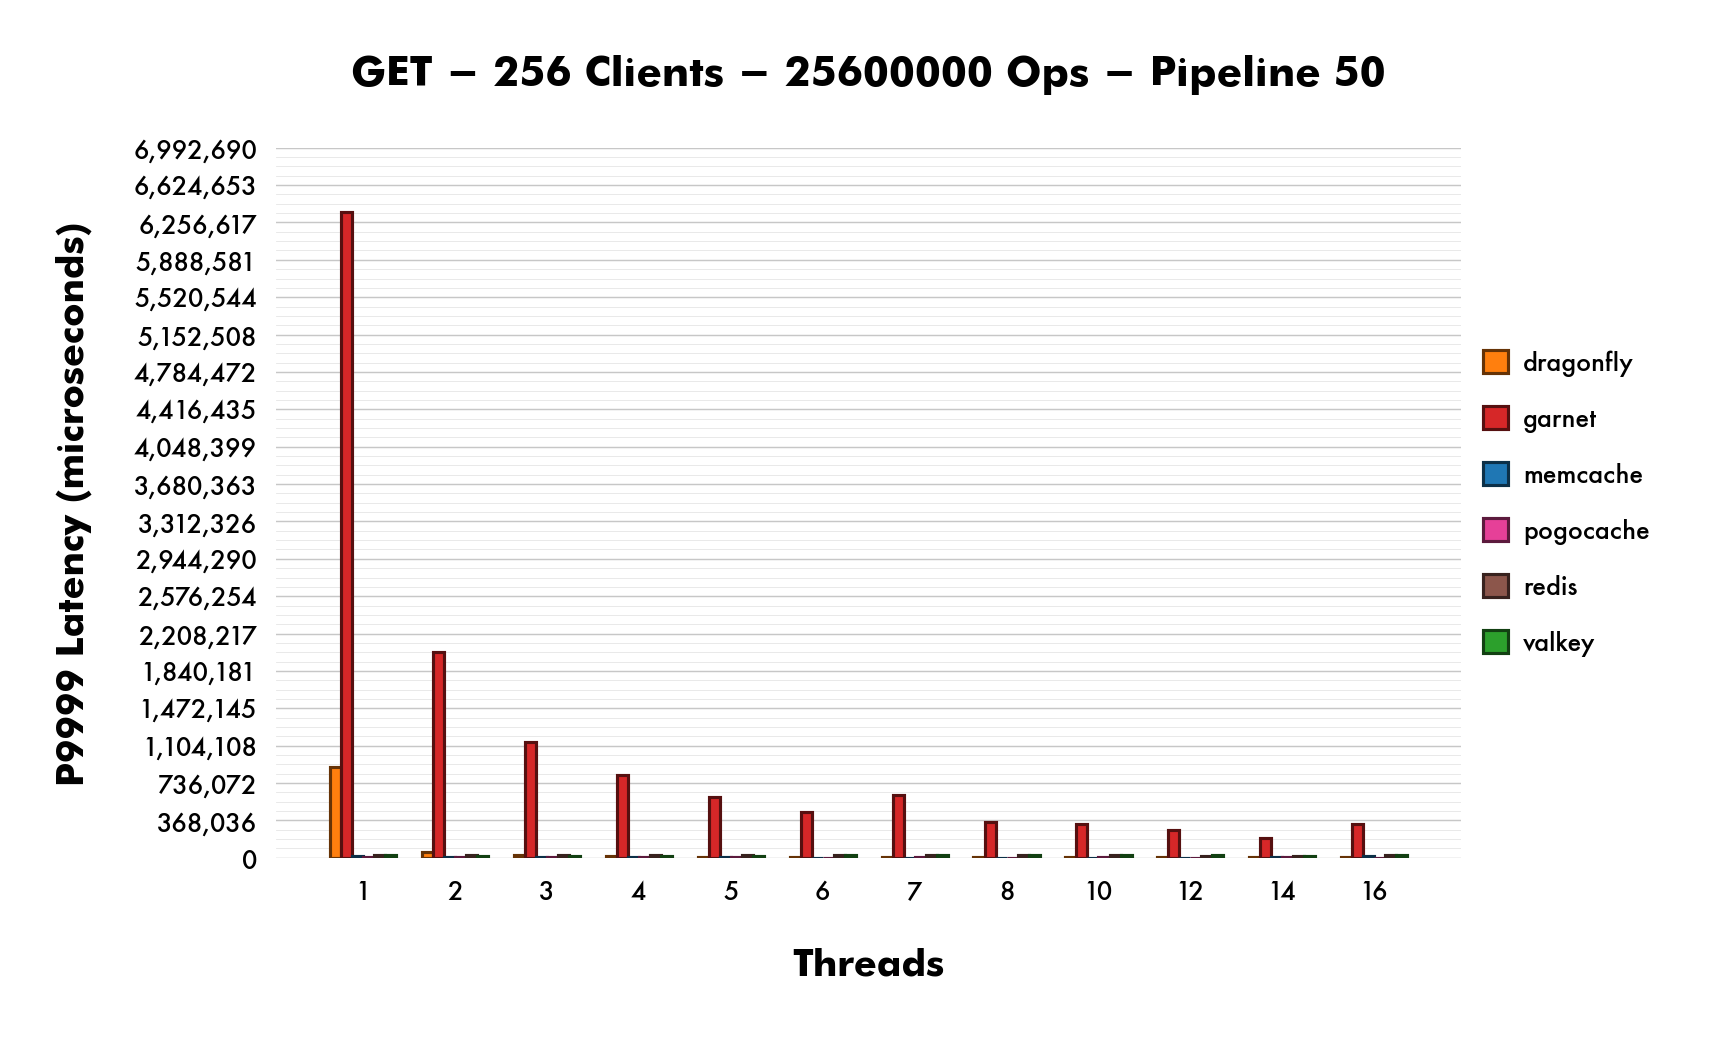 GET – 256 Clients – 25600000 Ops – Pipeline 50
P9999 Latency (microseconds)
6,992,690
6,624,653
6,256,617
5,888,581
5,520,544
5,152,508
4,784,472
4,416,435
4,048,399
3,680,363
3,312,326
2,944,290
2,576,254
2,208,217
1,840,181
1,472,145
1,104,108
736,072
368,036
0
1 2 3 4 5 6 7 8 10 12 14 16
Threads
dragonfly
garnet
memcache
pogocache
redis
valkey